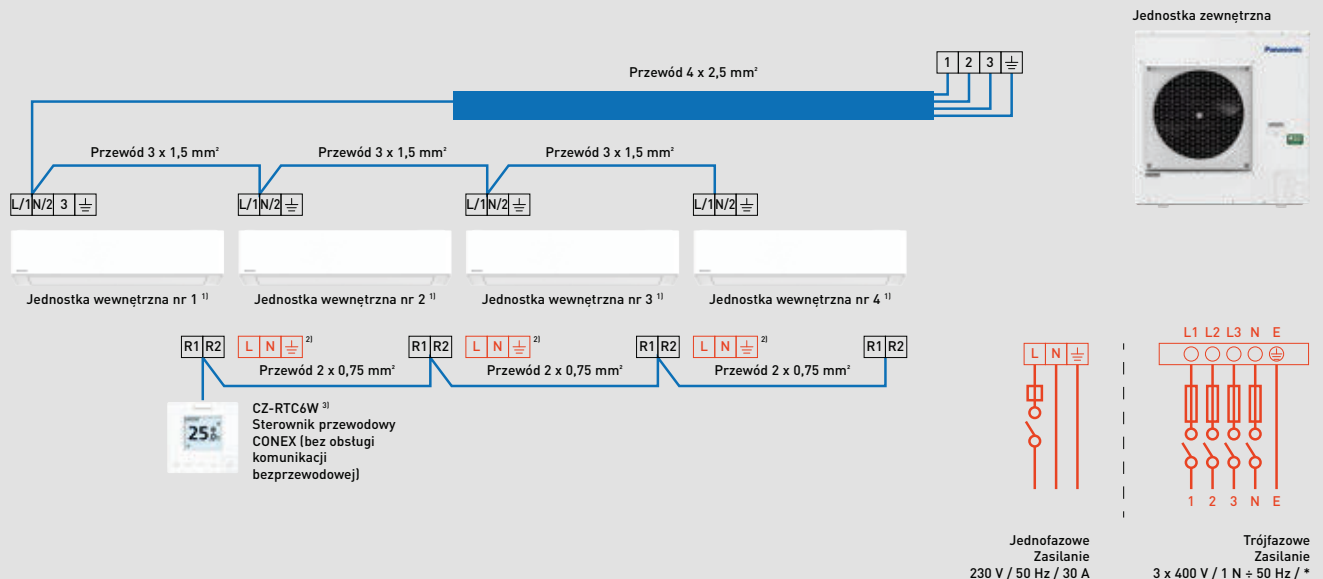 Jednostka zewnętrzna
Panasonic
1 2 3
Przewód 4 x 2,5 mm²
Przewód 3 x 1,5 mm² Przewód 3 x 1,5 mm² Przewód 3 x 1,5 mm²
L/1 N/2 3 L/1 N/2 L/1 N/2 L/1 N/2
Jednostka wewnętrzna nr 1 ¹⁾ Jednostka wewnętrzna nr 2 ¹⁾ Jednostka wewnętrzna nr 3 ¹⁾ Jednostka wewnętrzna nr 4 ¹⁾
R1 R2 L N ²⁾ R1 R2 L N ²⁾ R1 R2 L N ²⁾ R1 R2
Przewód 2 x 0,75 mm² Przewód 2 x 0,75 mm² Przewód 2 x 0,75 mm²
CZ-RTC6W ³⁾
Sterownik przewodowy
CONEX (bez obsługi
komunikacji
bezprzewodowej)
L N
L1 L2 L3 N E
1 2 3 N E
Jednofazowe
Zasilanie
230 V / 50 Hz / 30 A
Trójfazowe
Zasilanie
3 x 400 V / 1 N ÷ 50 Hz / *